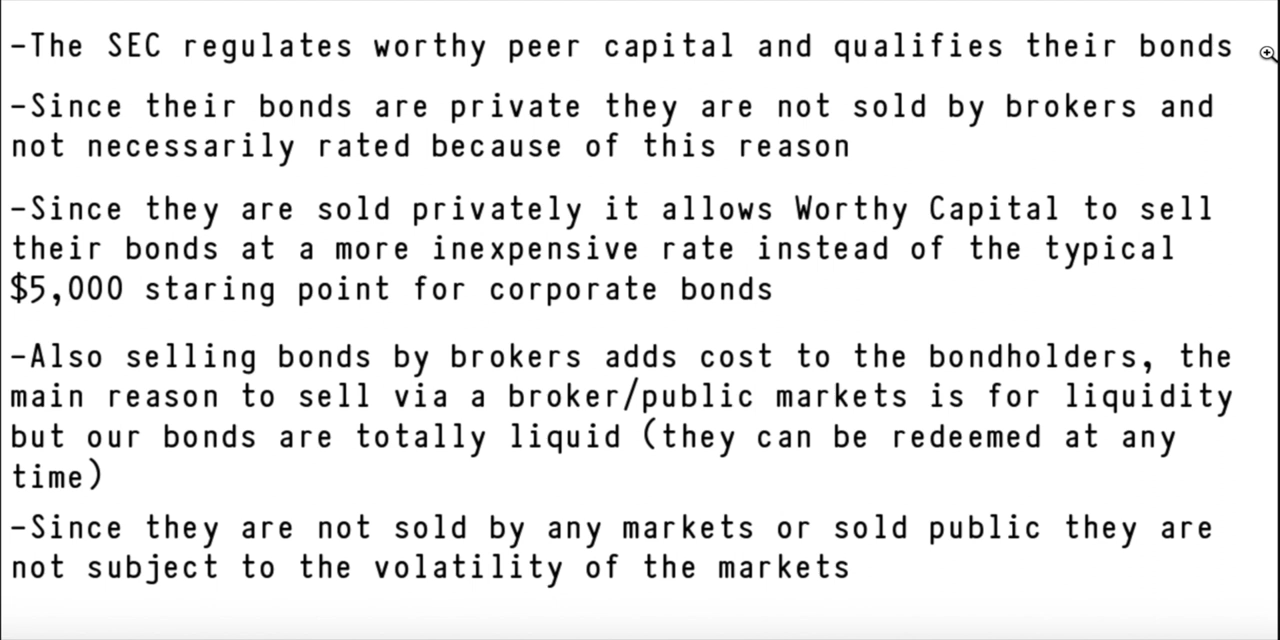 -The SEC regulates worthy peer capital and qualifies their bonds
-Since their bonds are private they are not sold by brokers and
not necessarily rated because of this reason
-Since they are sold privately it allows Worthy Capital to sell
their bonds at a more inexpensive rate instead of the typical
$5,000 staring point for corporate bonds
-Also selling bonds by brokers adds cost to the bondholders, the
main reason to sell via a broker/public markets is for liquidity
but our bonds are totally liquid (they can be redeemed at any
time)
-Since they are not sold by any markets or sold public they are
not subject to the volatility of the markets